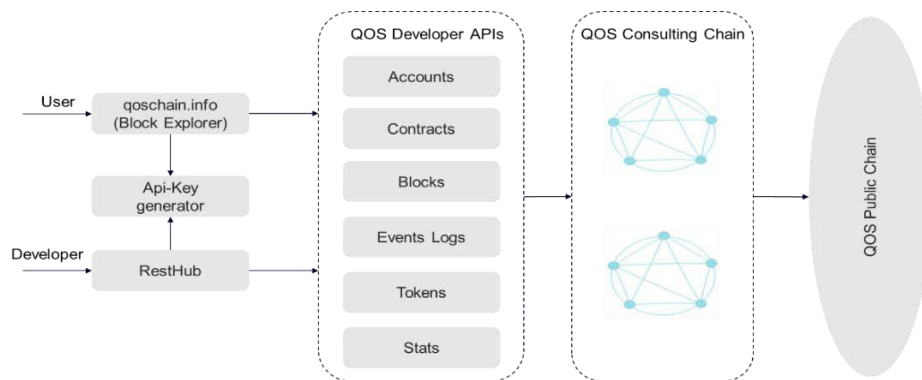 QOS Developer APIs
QOS Consulting Chain
User
qoschain.info
(Block Explorer)
Api-Key
generator
Developer
RestHub
Accounts
Contracts
Blocks
Events Logs
Tokens
Stats
QOS Public Chain